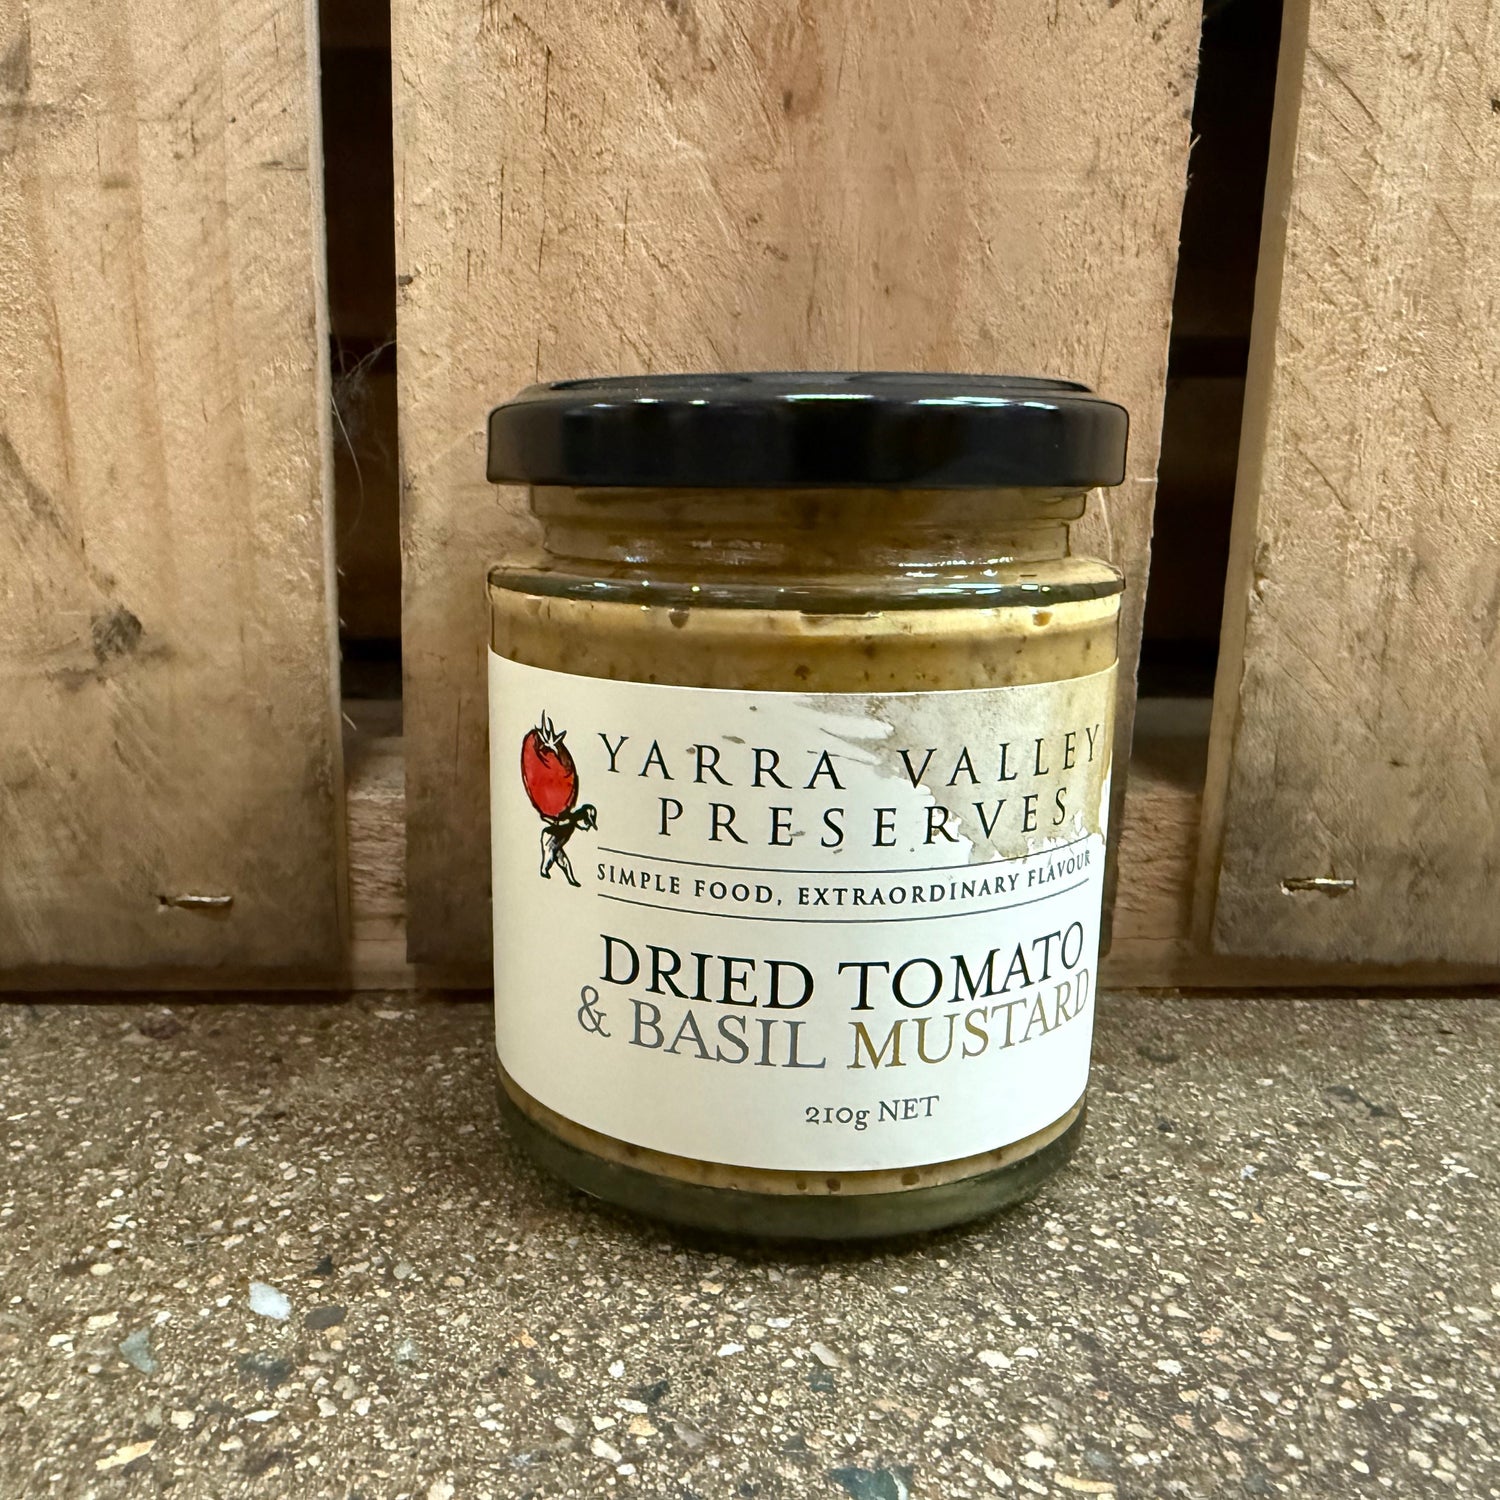 YARRA VALLEY
PRESERVES
SIMPLE FOOD, EXTRAORDINARY FLAVOUR
DRIED TOMATO
& BASIL MUSTARD
210g NET